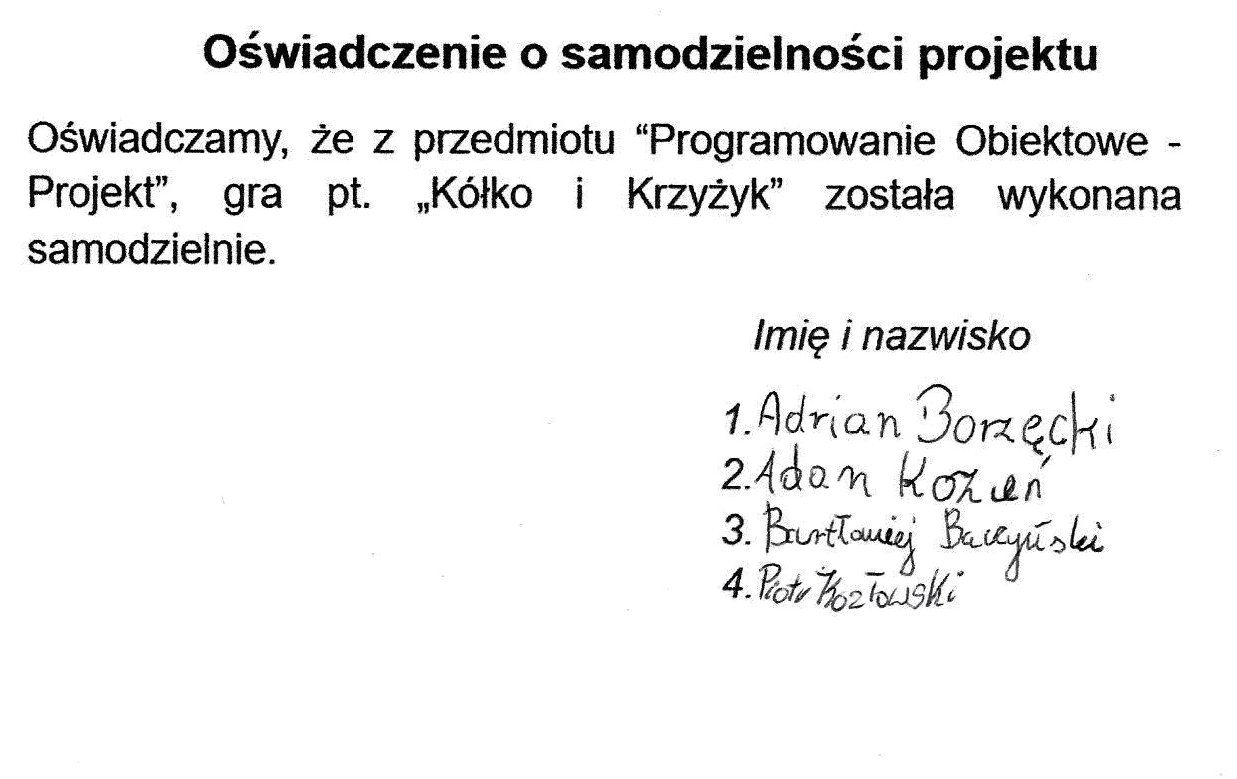 Oświadczenie o samodzielności projektu
Oświadczamy, że z przedmiotu “Programowanie Obiektowe -
Projekt”, gra pt. „Kółko i Krzyżyk” została wykonana
samodzielnie.
Imię i nazwisko
1. Adrian Borzęcki
2. Adam Kozień
3. Bartłomiej Baczyński
4. Piotr Kozłowski